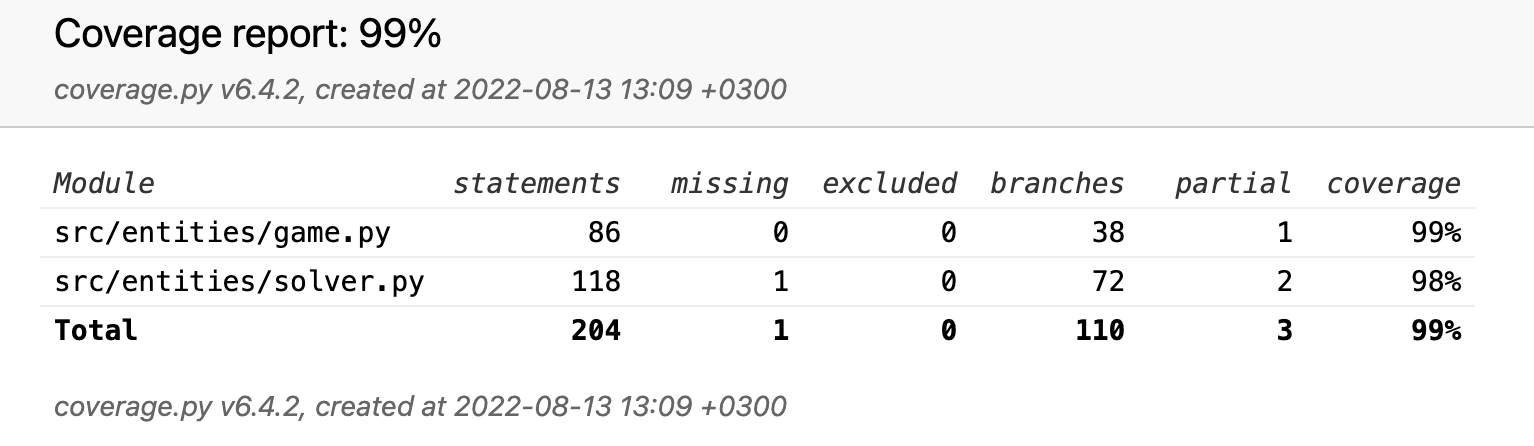 Coverage report: 99%
coverage.py v6.4.2, created at 2022-08-13 13:09 +0300
Module statements missing excluded branches partial coverage
src/entities/game.py 86 0 0 38 1 99%
src/entities/solver.py 118 1 0 72 2 98%
Total 204 1 0 110 3 99%
coverage.py v6.4.2, created at 2022-08-13 13:09 +0300